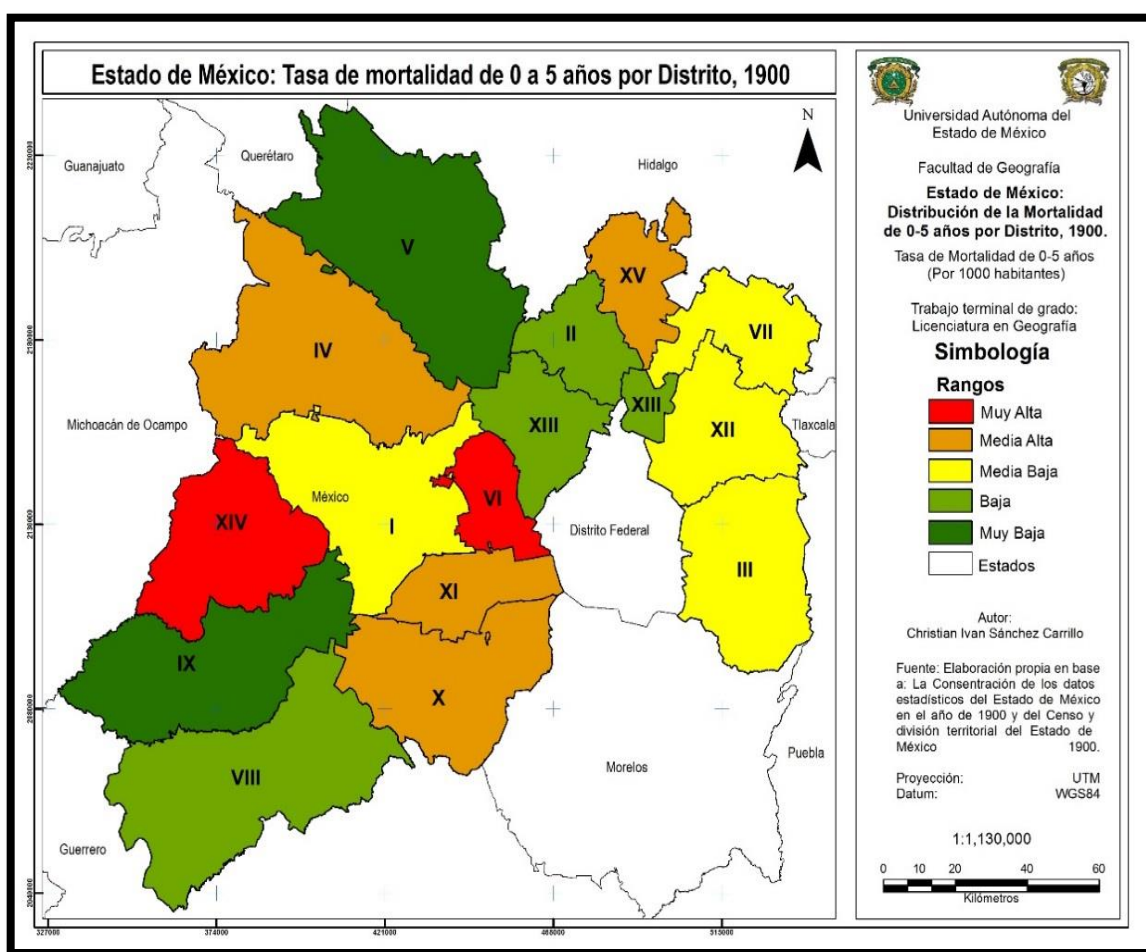 Estado de México: Tasa de mortalidad de 0 a 5 años por Distrito, 1900
N
Guanajuato
Querétaro
Hidalgo
V
XV
VII
II
IV
XIII
XIII
XII
Michoacán de Ocampo
Tlaxcala
México
VI
XIV
I
Distrito Federal
III
XI
IX
X
VIII
Morelos
Puebla
Guerrero
2230000
2180000
2130000
2080000
2040000
327000
374000
421000
468000
515000
Universidad Autónoma del
Estado de México
Facultad de Geografía
Estado de México:
Distribución de la Mortalidad
de 0-5 años por Distrito, 1900.
Tasa de Mortalidad de 0-5 años
(Por 1000 habitantes)
Trabajo terminal de grado:
Licenciatura en Geografía
Simbología
Rangos
Muy Alta
Media Alta
Media Baja
Baja
Muy Baja
Estados
Autor:
Christian Ivan Sánchez Carrillo
Fuente: Elaboración propia en base
a: La Consentración de los datos
estadísticos del Estado de México
en el año de 1900 y del Censo y
división territorial del Estado de
México 1900.
Proyección: UTM
Datum: WGS84
1:1,130,000
0 10 20 40 60
Kilómetros